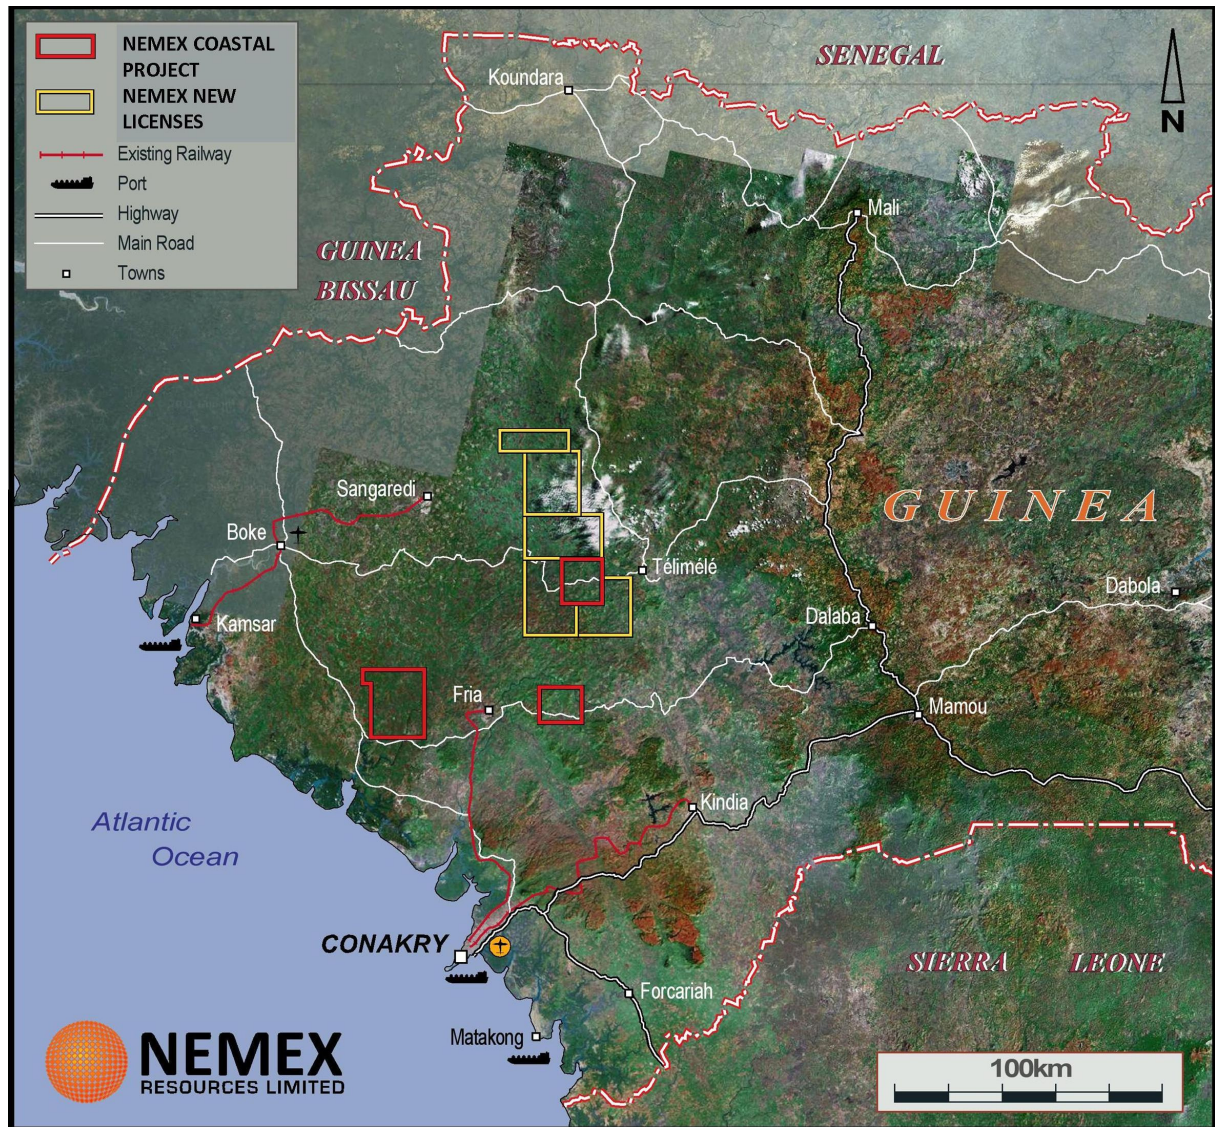 NEMEX COASTAL
PROJECT
NEMEX NEW
LICENSES
Existing Railway
Port
Highway
Main Road
Towns
SENEGAL
N
Koundara
Mali
GUINEA
BISSAU
GUINEA
Sangaredi
Boke
Télimélé
Dabola
Kamsar
Dalaba
Fria
Mamou
Kindia
Atlantic
Ocean
CONAKRY
SIERRA LEONE
Forcariah
Matakong
NEMEX
RESOURCES LIMITED
100km